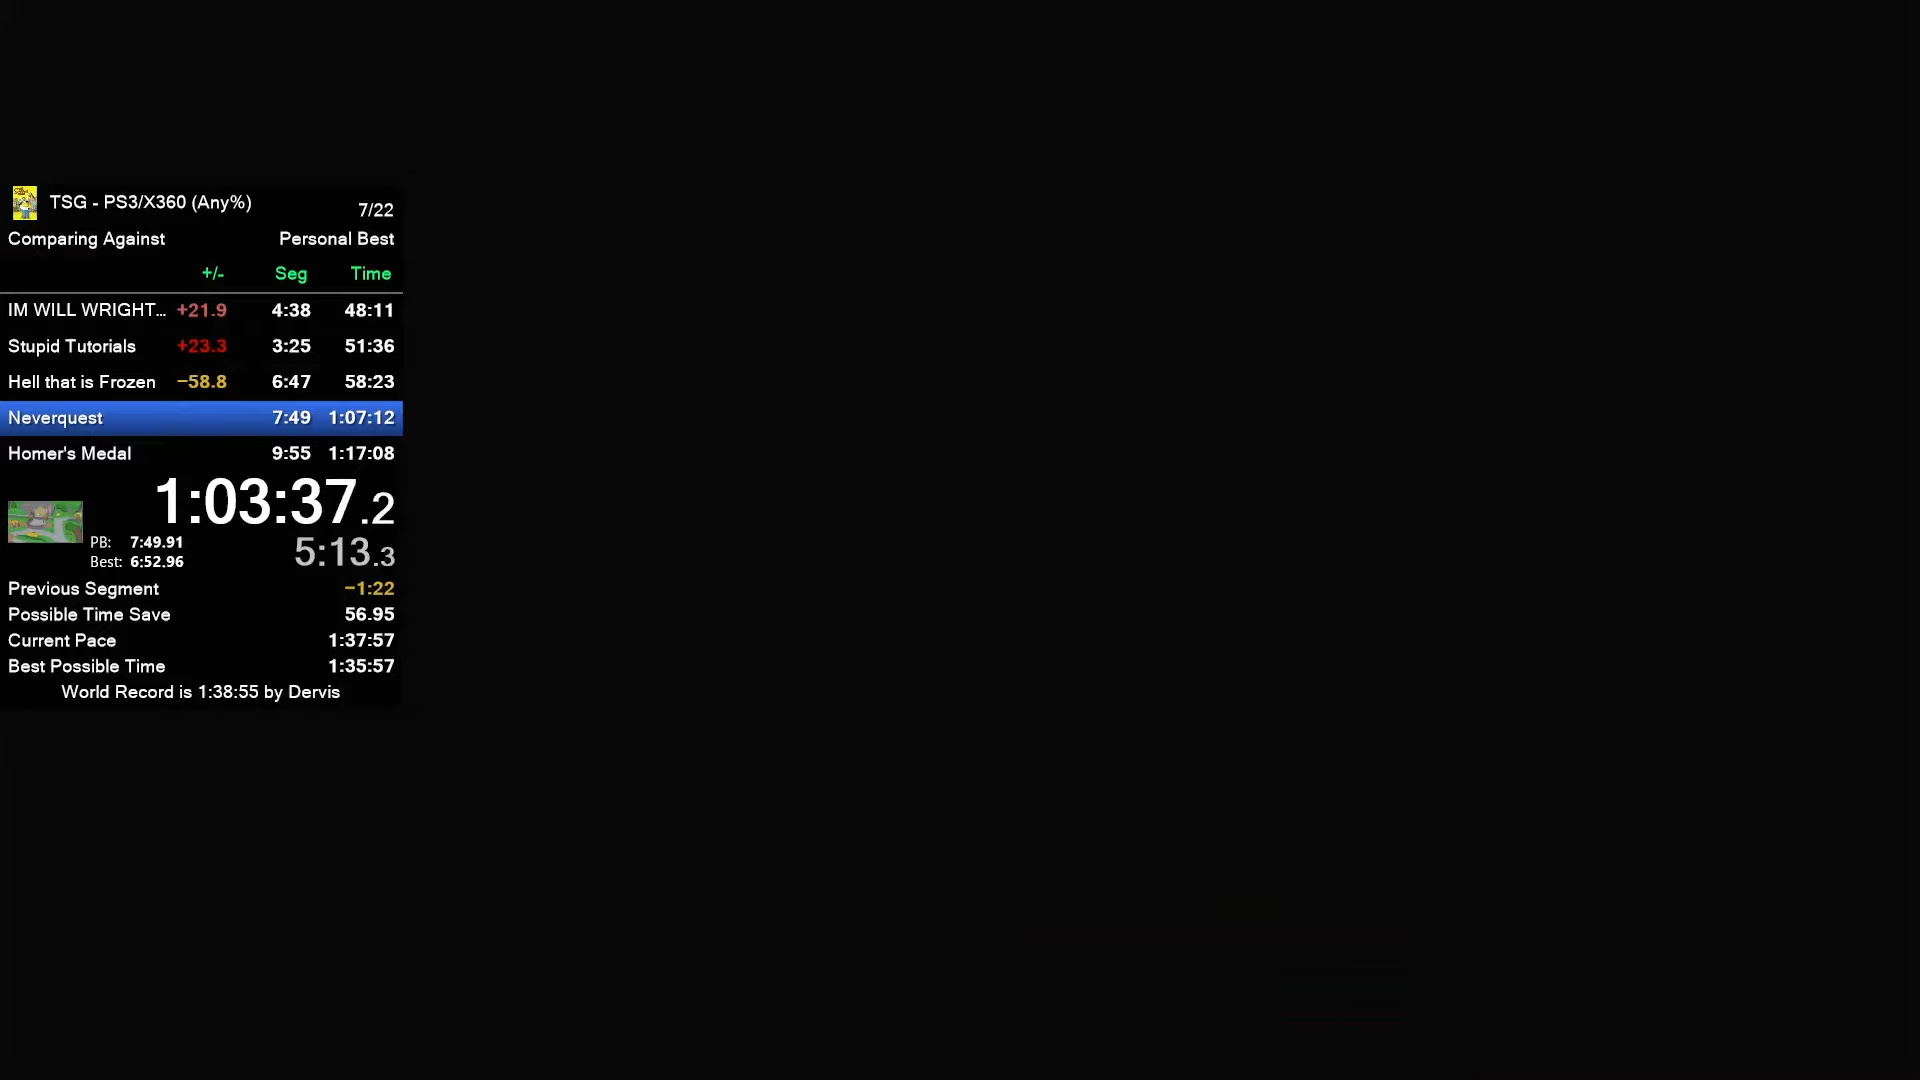 TSG - PS3/X360 (Any%)
7/22
Comparing Against Personal Best
+/- Seg Time
IM WILL WRIGHT... +21.9 4:38 48:11
Stupid Tutorials +23.3 3:25 51:36
Hell that is Frozen −58.8 6:47 58:23
Neverquest 7:49 1:07:12
Homer's Medal 9:55 1:17:08
1:03:37.2
PB: 7:49.91
5:13.3
Best: 6:52.96
Previous Segment −1:22
Possible Time Save 56.95
Current Pace 1:37:57
Best Possible Time 1:35:57
World Record is 1:38:55 by Dervis